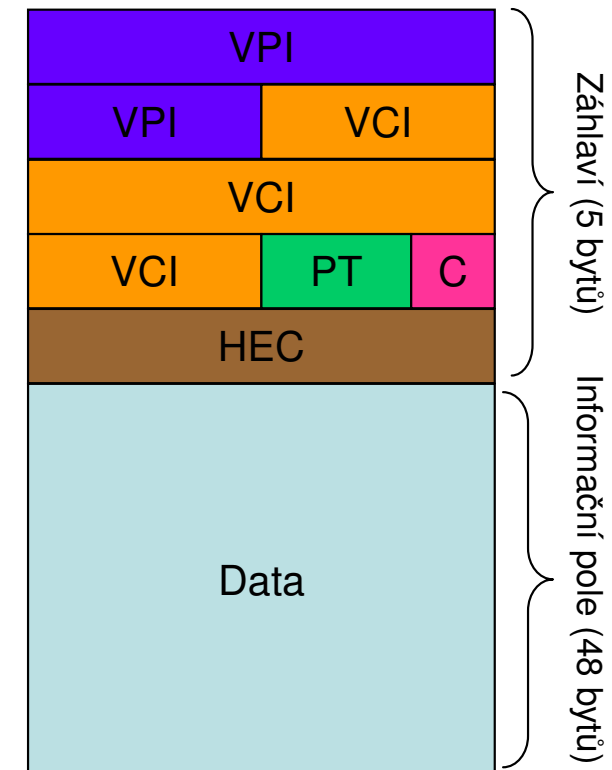 VPI
VPI VCI
VCI
VCI PT C
HEC
Data
Záhlaví (5 bytů)
Informační pole (48 bytů)